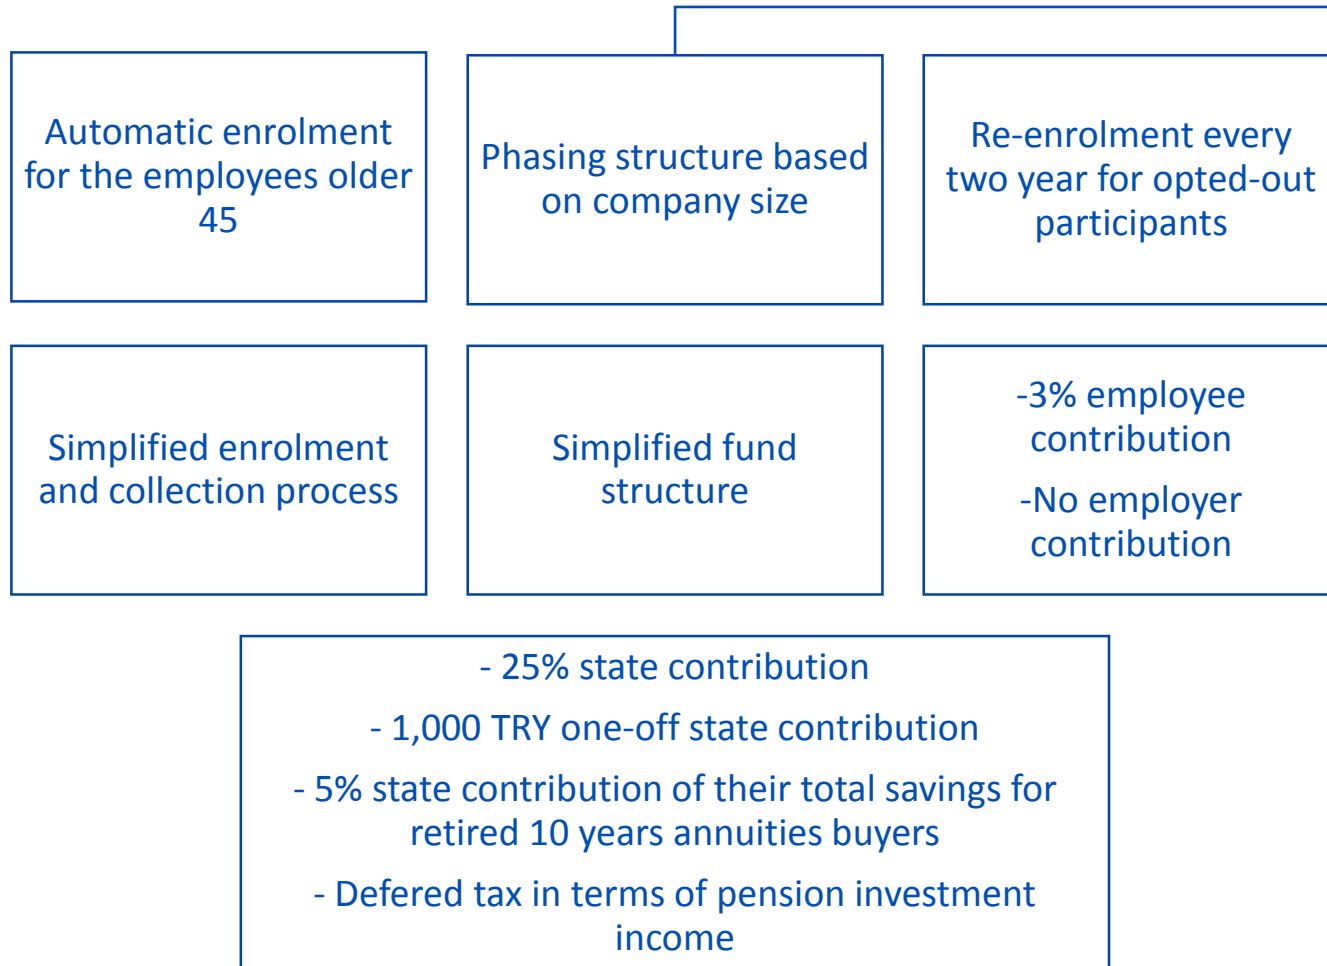 Automatic enrolment
for the employees older
45
Phasing structure based
on company size
Re-enrolment every
two year for opted-out
participants
Simplified enrolment
and collection process
Simplified fund
structure
-3% employee
contribution
-No employer
contribution
- 25% state contribution
- 1,000 TRY one-off state contribution
- 5% state contribution of their total savings for
retired 10 years annuities buyers
- Defered tax in terms of pension investment
income